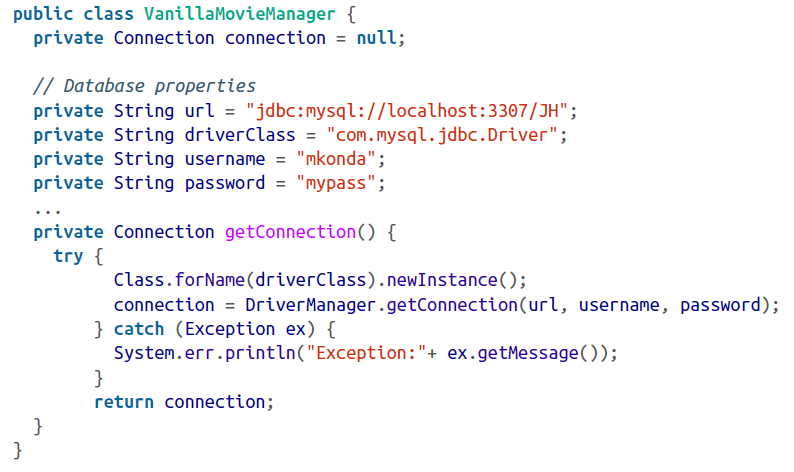 public class VanillaMovieManager {
  private Connection connection = null;

  // Database properties
  private String url = "jdbc:mysql://localhost:3307/JH";
  private String driverClass = "com.mysql.jdbc.Driver";
  private String username = "mkonda";
  private String password = "mypass";
  ...
  private Connection getConnection() {
    try {
          Class.forName(driverClass).newInstance();
          connection = DriverManager.getConnection(url, username, password);
        } catch (Exception ex) {
          System.err.println("Exception:"+ ex.getMessage());
        }
        return connection;
  }
}